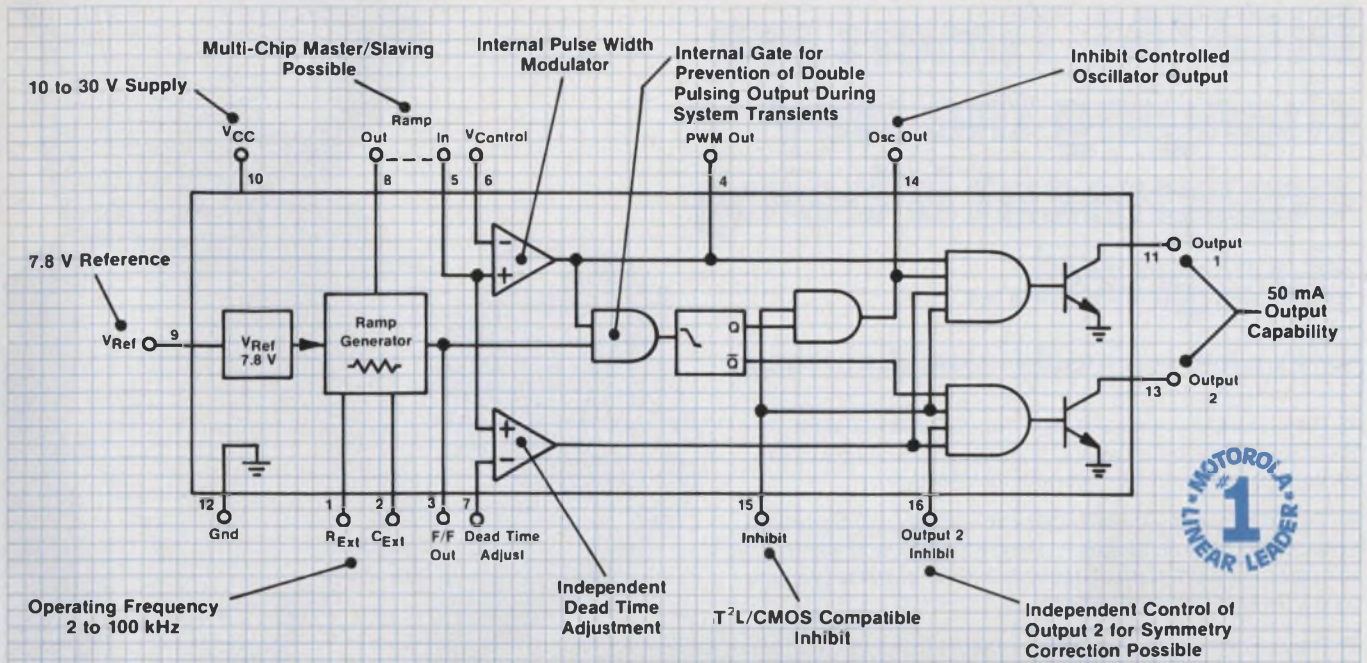 Multi-Chip Master/Slaving
Possible
Internal Pulse Width
Modulator
Internal Gate for
Prevention of Double
Pulsing Output During
System Transients
Inhibit Controlled
Oscillator Output
10 to 30 V Supply
VCC
10
Ramp
Out
8
In
5
VControl
6
PWM Out
4
Osc Out
14
7.8 V Reference
VRef
9
VRef
7.8 V
Ramp
Generator
-
+
+
-
Q
Q̅
11
Output
1
50 mA
Output
Capability
13
Output
2
12
Gnd
1
RExt
2
CExt
3
F/F
Out
7
Dead Time
Adjust
15
Inhibit
16
Output 2
Inhibit
Operating Frequency
2 to 100 kHz
Independent
Dead Time
Adjustment
T²L/CMOS Compatible
Inhibit
Independent Control of
Output 2 for Symmetry
Correction Possible
MOTOROLA
#1
LINEAR LEADER